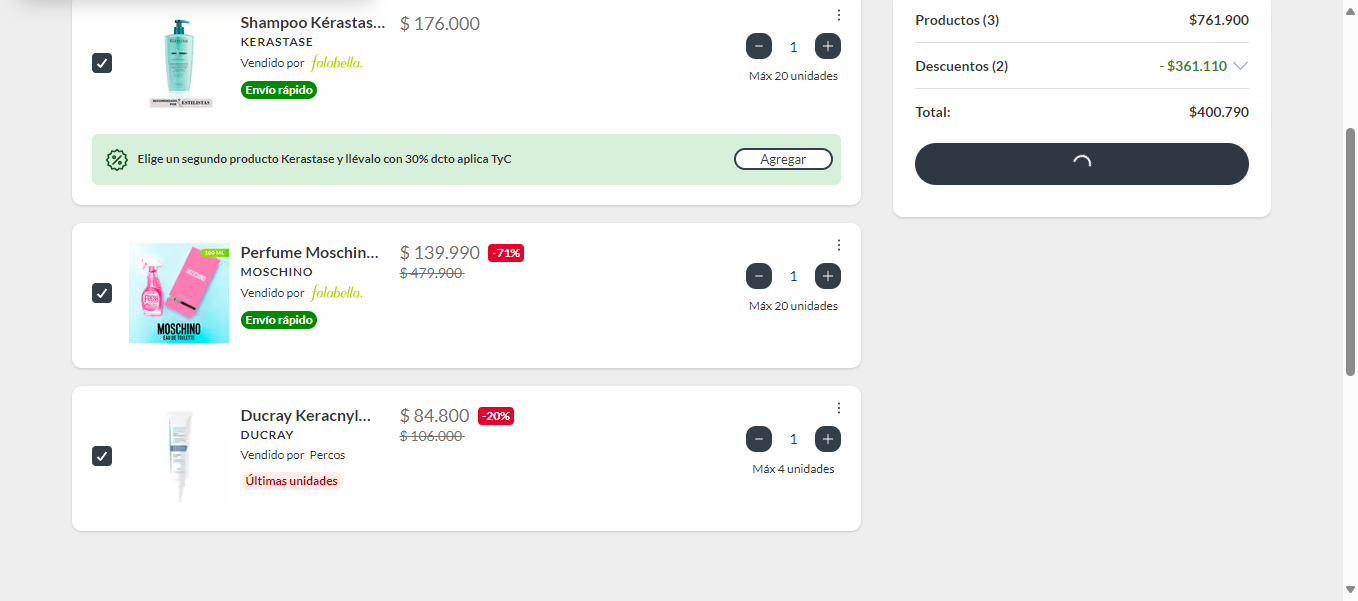 Shampoo Kérastas...
$ 176.000
KERASTASE
Vendido por falabella.
Envío rápido
1
Máx 20 unidades
RECOMENDADO POR ESTILISTAS
Elige un segundo producto Kerastase y llévalo con 30% dcto aplica TyC
Agregar
Perfume Moschin...
$ 139.990 -71%
$ 479.900
MOSCHINO
Vendido por falabella.
Envío rápido
1
Máx 20 unidades
100 ML
MOSCHINO
MOSCHINO
EAU DE TOILETTE
Ducray Keracnyl...
$ 84.800 -20%
$ 106.000
DUCRAY
Vendido por Percos
Últimas unidades
1
Máx 4 unidades
Productos (3) $761.900
Descuentos (2) - $361.110
Total: $400.790